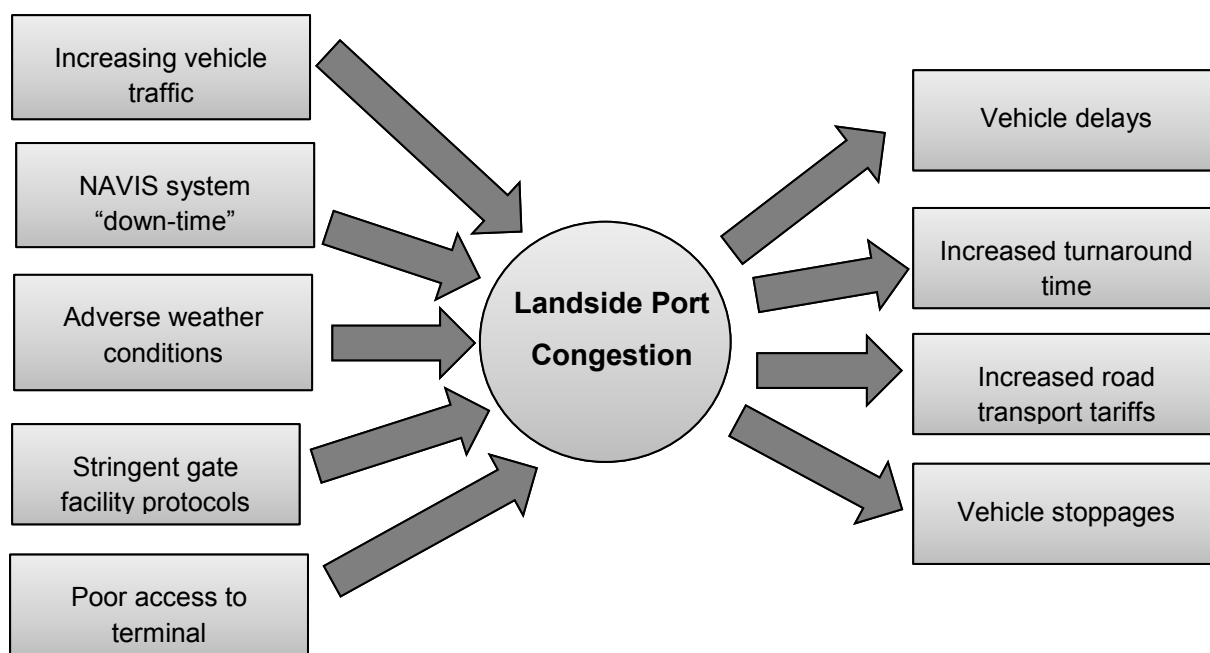 Increasing vehicle
traffic
NAVIS system
“down-time”
Adverse weather
conditions
Stringent gate
facility protocols
Poor access to
terminal
Landside Port
Congestion
Vehicle delays
Increased turnaround
time
Increased road
transport tariffs
Vehicle stoppages